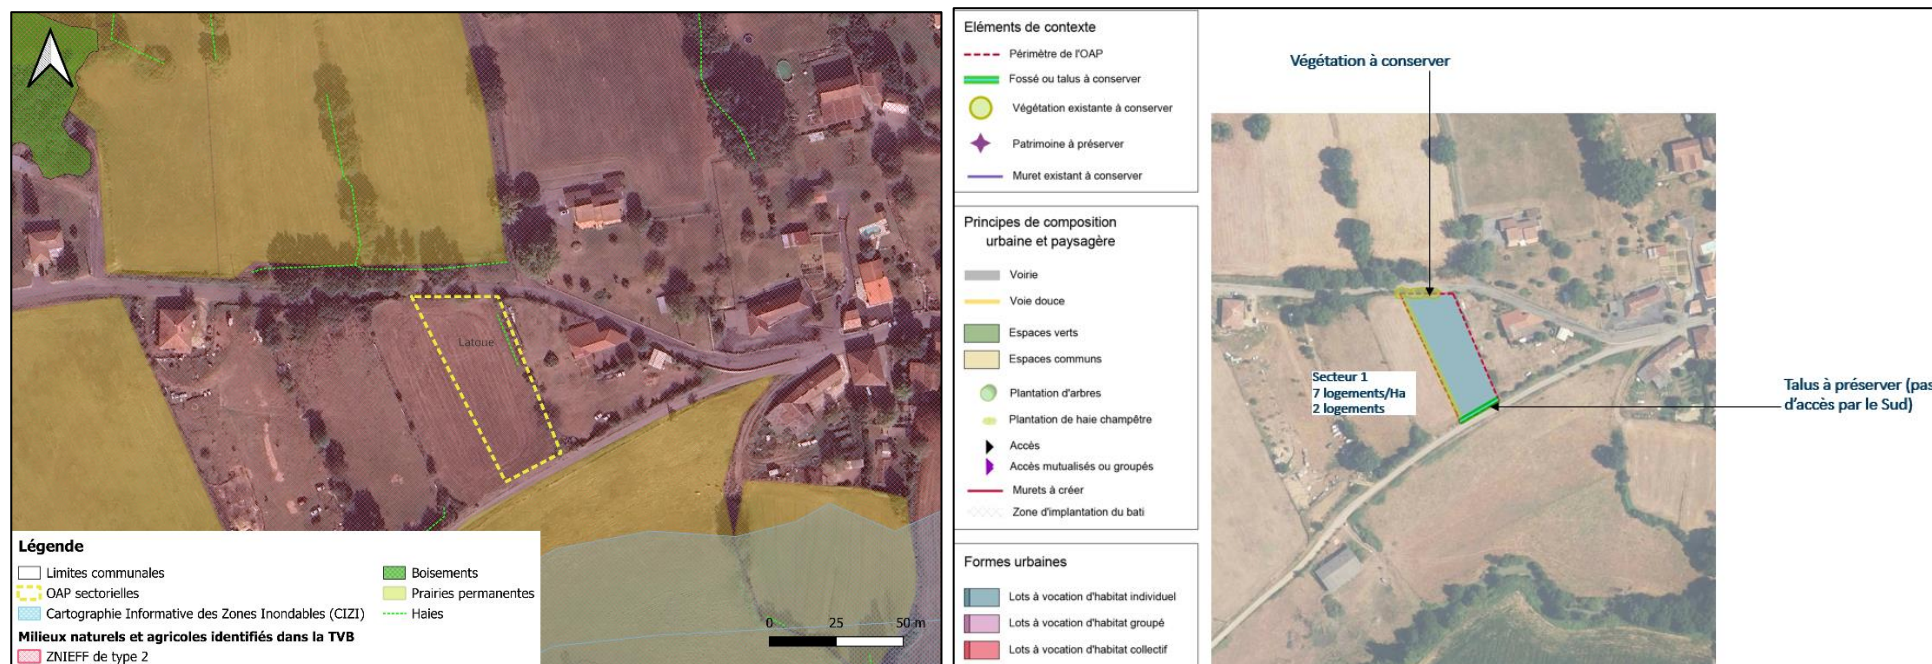 Latoue
Légende
Limites communales
OAP sectorielles
Cartographie Informative des Zones Inondables (CIZI)
Milieux naturels et agricoles identifiés dans la TVB
ZNIEFF de type 2
Boisements
Prairies permanentes
Haies
0 25 50 m
Eléments de contexte
Périmètre de l'OAP
Fossé ou talus à conserver
Végétation existante à conserver
Patrimoine à préserver
Muret existant à conserver
Principes de composition
urbaine et paysagère
Voirie
Voie douce
Espaces verts
Espaces communs
Plantation d'arbres
Plantation de haie champêtre
Accès
Accès mutualisés ou groupés
Murets à créer
Zone d'implantation du bati
Formes urbaines
Lots à vocation d'habitat individuel
Lots à vocation d'habitat groupé
Lots à vocation d'habitat collectif
Végétation à conserver
Secteur 1
7 logements/Ha
2 logements
Talus à préserver (pas
d'accès par le Sud)